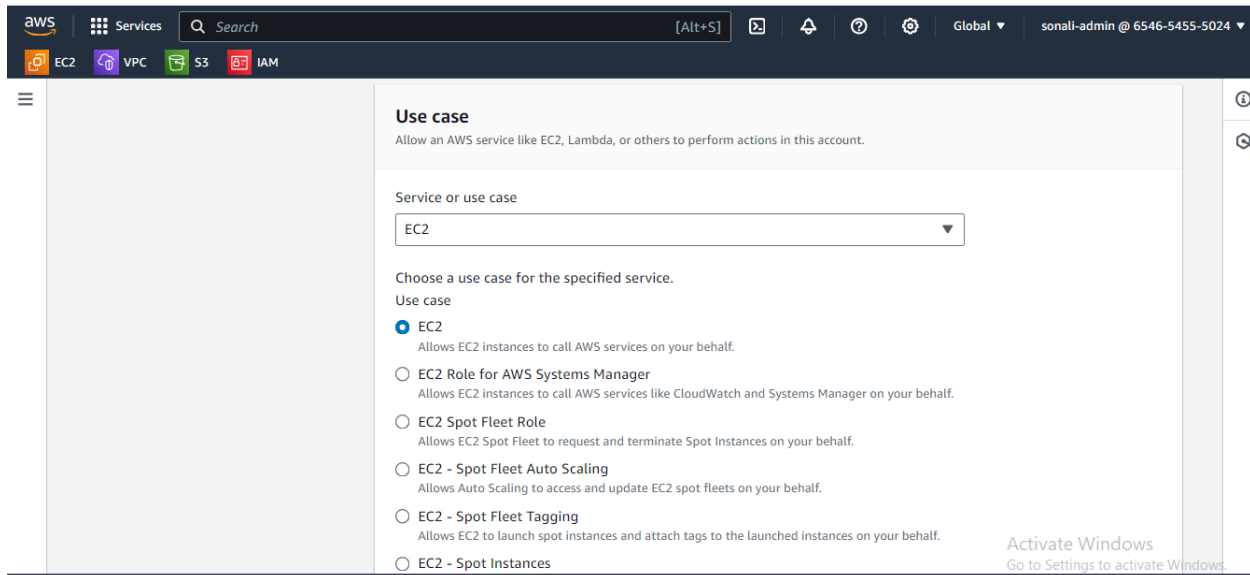 aws
Services
Search
[Alt+S]
Global
sonali-admin @ 6546-5455-5024
EC2
VPC
S3
IAM
Use case
Allow an AWS service like EC2, Lambda, or others to perform actions in this account.
Service or use case
EC2
Choose a use case for the specified service.
Use case
EC2
Allows EC2 instances to call AWS services on your behalf.
EC2 Role for AWS Systems Manager
Allows EC2 instances to call AWS services like CloudWatch and Systems Manager on your behalf.
EC2 Spot Fleet Role
Allows EC2 Spot Fleet to request and terminate Spot Instances on your behalf.
EC2 - Spot Fleet Auto Scaling
Allows Auto Scaling to access and update EC2 spot fleets on your behalf.
EC2 - Spot Fleet Tagging
Allows EC2 to launch spot instances and attach tags to the launched instances on your behalf.
EC2 - Spot Instances
Activate Windows
Go to Settings to activate Windows.